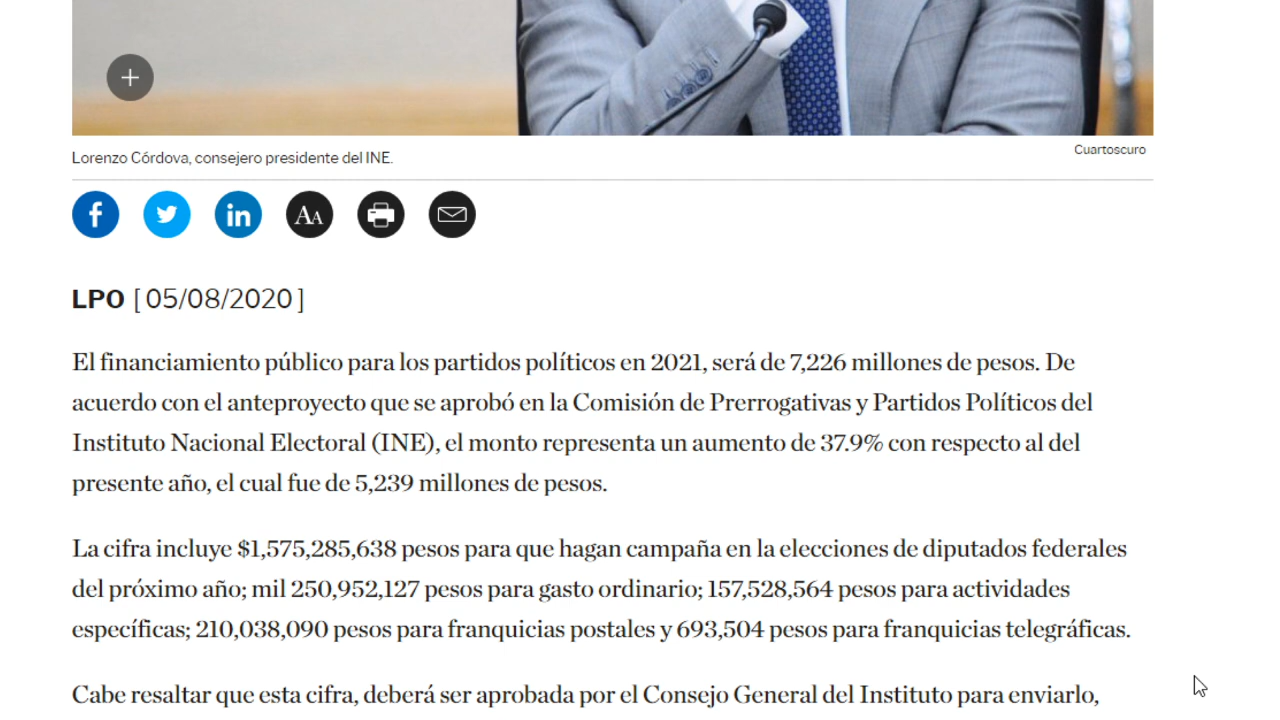 Lorenzo Córdova, consejero presidente del INE.
Cuartoscuro
LPO [ 05/08/2020 ]
El financiamiento público para los partidos políticos en 2021, será de 7,226 millones de pesos. De
acuerdo con el anteproyecto que se aprobó en la Comisión de Prerrogativas y Partidos Políticos del
Instituto Nacional Electoral (INE), el monto representa un aumento de 37.9% con respecto al del
presente año, el cual fue de 5,239 millones de pesos.
La cifra incluye $1,575,285,638 pesos para que hagan campaña en la elecciones de diputados federales
del próximo año; mil 250,952,127 pesos para gasto ordinario; 157,528,564 pesos para actividades
específicas; 210,038,090 pesos para franquicias postales y 693,504 pesos para franquicias telegráficas.
Cabe resaltar que esta cifra, deberá ser aprobada por el Consejo General del Instituto para enviarlo,